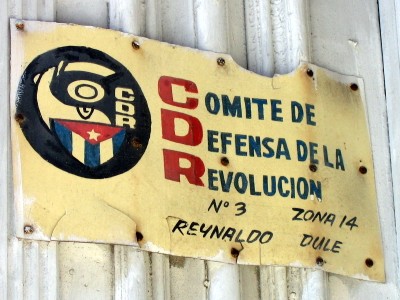 CDR
COMITE DE
DEFENSA DE LA
REVOLUCION
Nº 3 ZONA 14
REYNALDO DULE